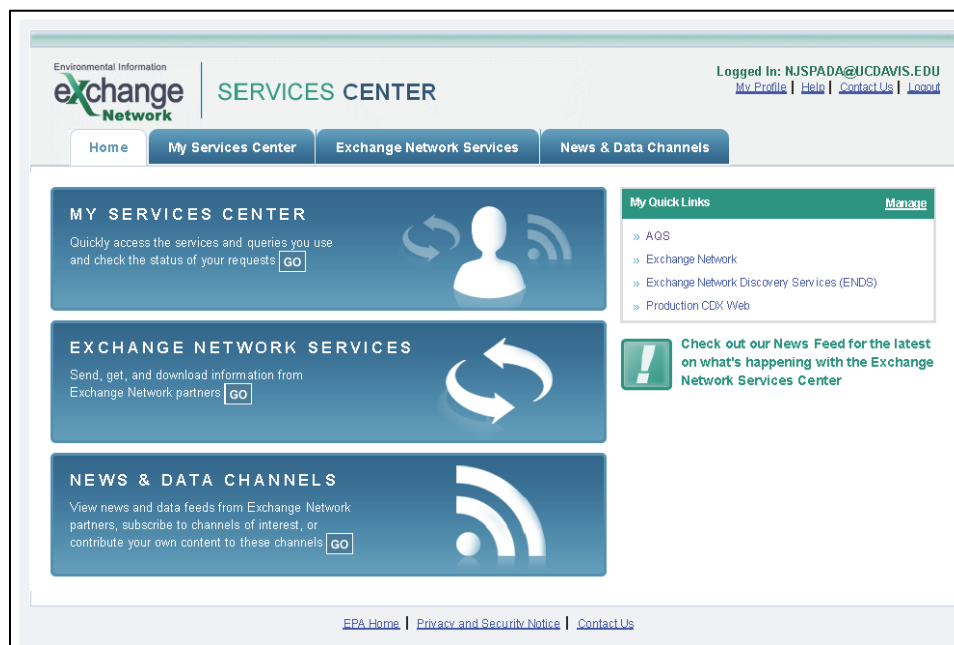 Environmental Information
eXchange
Network
SERVICES CENTER
Logged In: NJSPADA@UCDAVIS.EDU
My Profile | Help | Contact Us | Logout
Home
My Services Center
Exchange Network Services
News & Data Channels
MY SERVICES CENTER
Quickly access the services and queries you use
and check the status of your requests GO
EXCHANGE NETWORK SERVICES
Send, get, and download information from
Exchange Network partners GO
NEWS & DATA CHANNELS
View news and data feeds from Exchange Network
partners, subscribe to channels of interest, or
contribute your own content to these channels GO
My Quick Links
Manage
» AQS
» Exchange Network
» Exchange Network Discovery Services (ENDS)
» Production CDX Web
!
Check out our News Feed for the latest
on what's happening with the Exchange
Network Services Center
EPA Home | Privacy and Security Notice | Contact Us